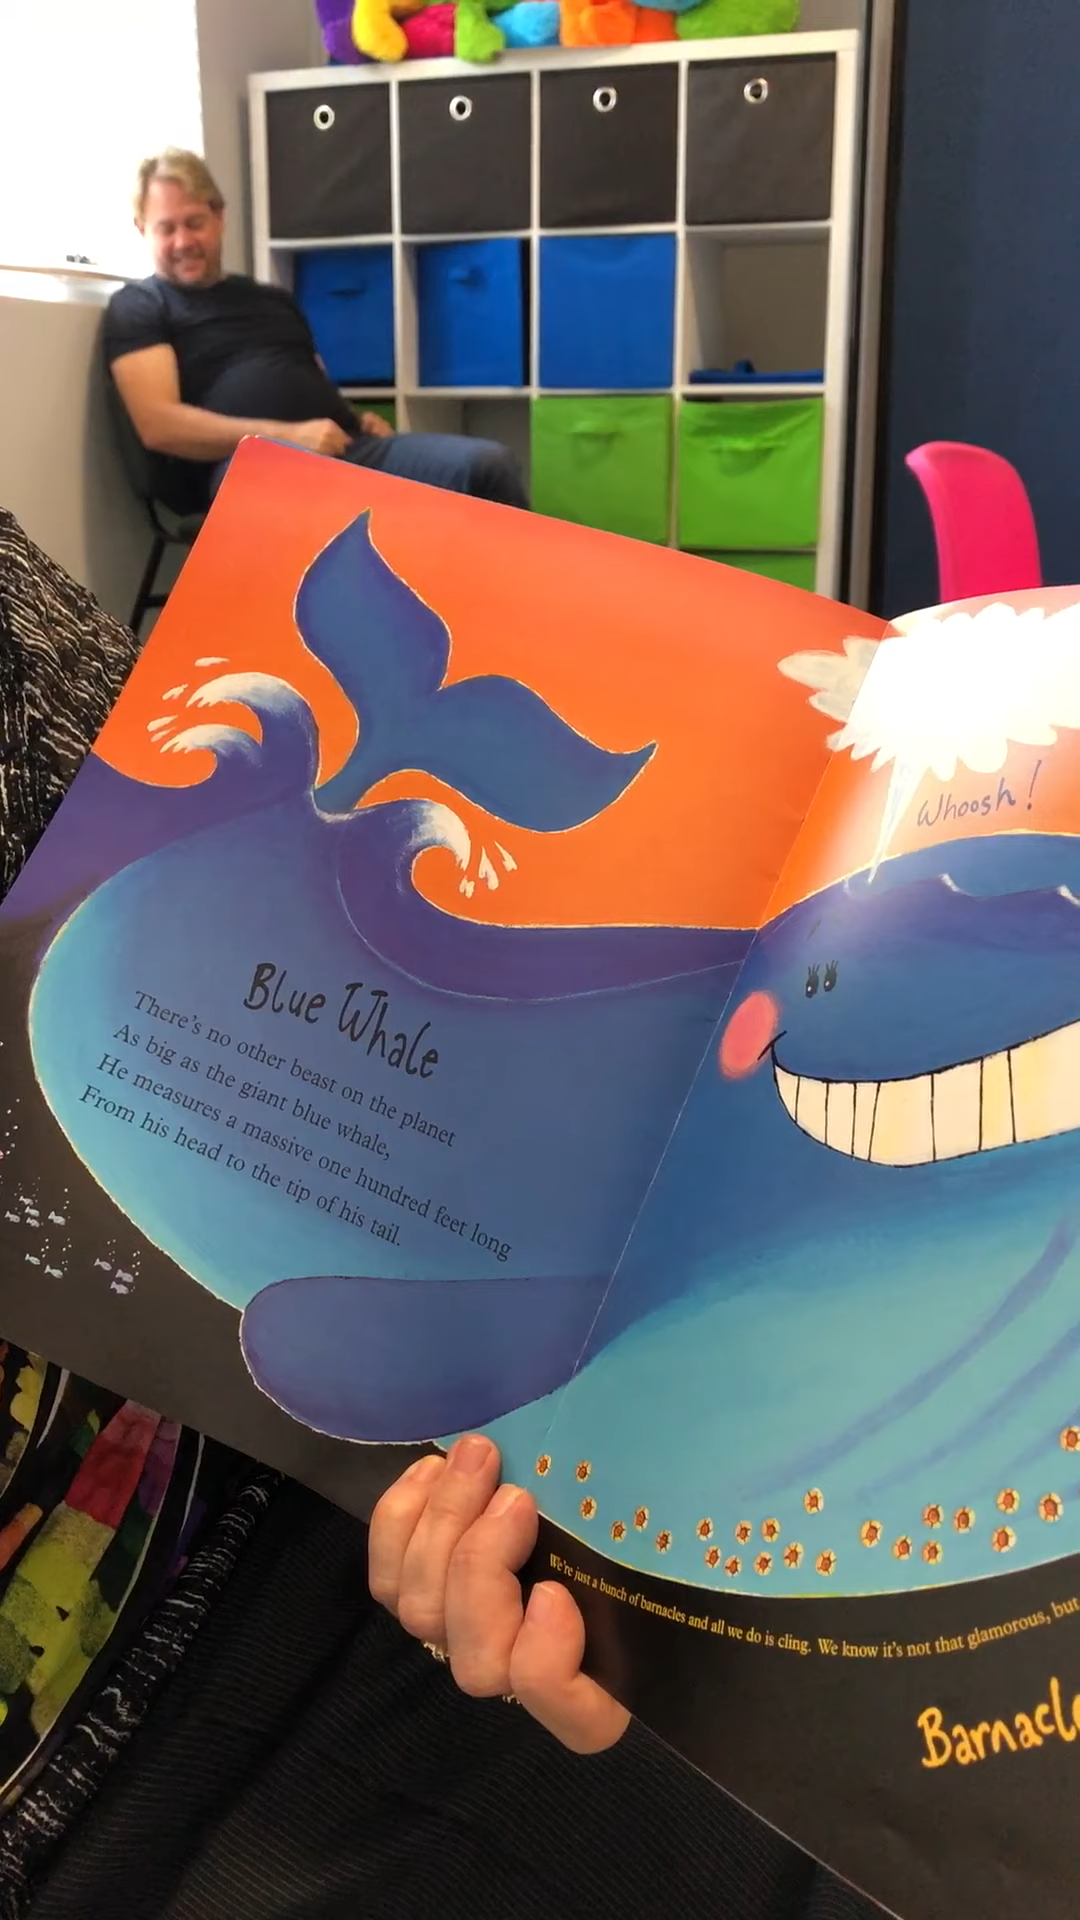 Whoosh!
Blue Whale
There's no other beast on the planet
As big as the giant blue whale,
He measures a massive one hundred feet long
From his head to the tip of his tail.
We're just a bunch of barnacles and all we do is cling. We know it's not that glamorous, but
Barnacle